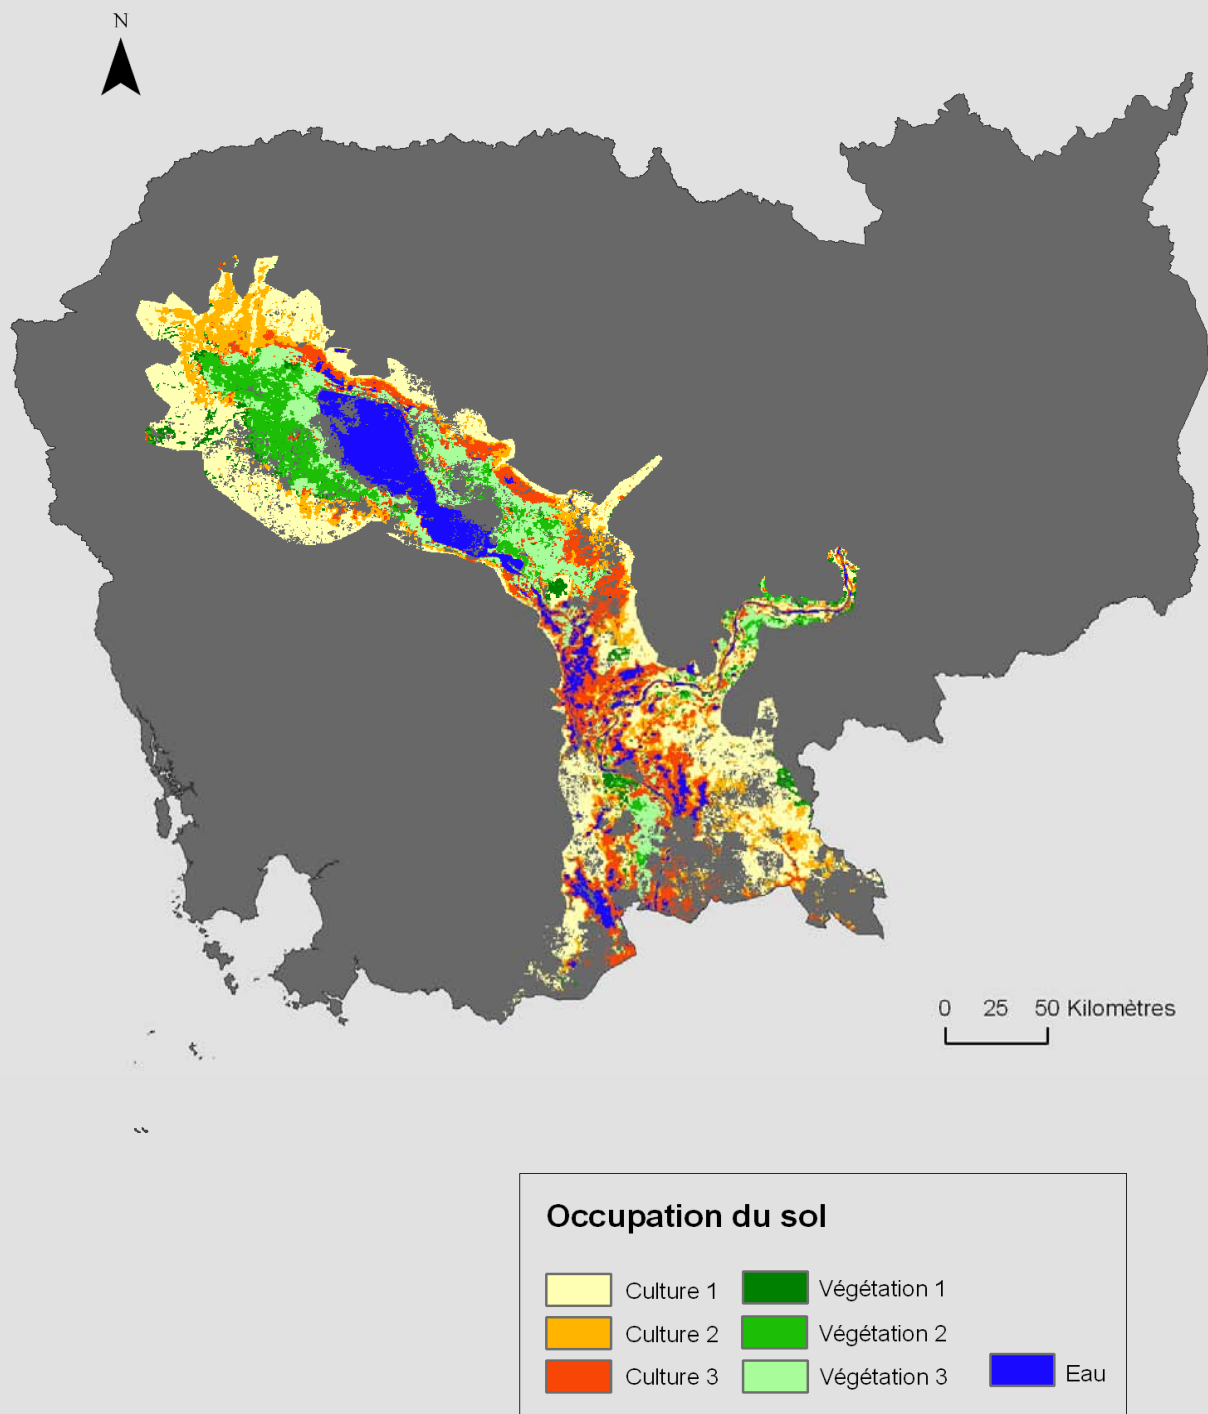 N
0 25 50 Kilomètres
Occupation du sol
Culture 1 Végétation 1
Culture 2 Végétation 2
Culture 3 Végétation 3 Eau